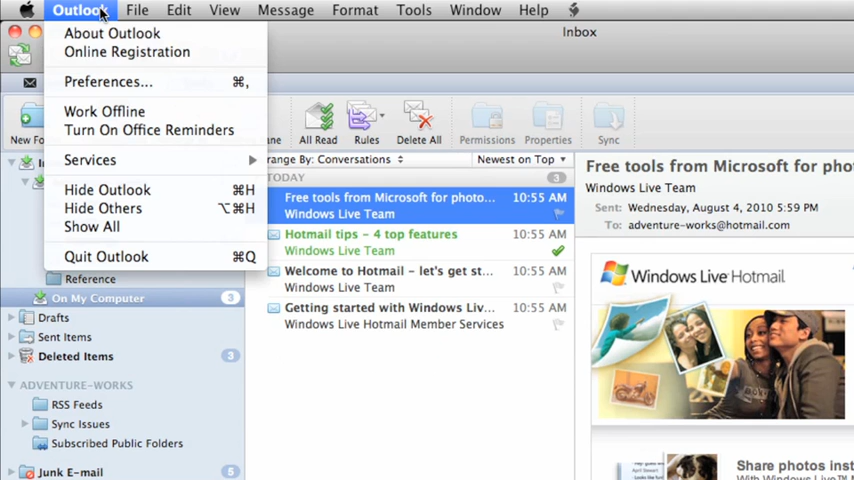 Outlook File Edit View Message Format Tools Window Help
Inbox
About Outlook
Online Registration
Preferences... ⌘,
Work Offline
Turn On Office Reminders
Services
Hide Outlook ⌘H
Hide Others ⌥⌘H
Show All
Quit Outlook ⌘Q
New Fo
All Read
Rules
Delete All
Permissions
Properties
Sync
range By: Conversations
Newest on Top
TODAY 3
Free tools from Microsoft for photo... 10:55 AM
Windows Live Team
Hotmail tips – 4 top features 10:55 AM
Windows Live Team
Welcome to Hotmail – let's get st... 10:55 AM
Windows Live Team
Getting started with Windows Liv... 10:55 AM
Windows Live Hotmail Member Services
Reference
On My Computer 3
Drafts
Sent Items
Deleted Items 3
ADVENTURE-WORKS
RSS Feeds
Sync Issues
Subscribed Public Folders
Junk E-mail 5
Free tools from Microsoft for pho
Windows Live Team
Sent: Wednesday, August 4, 2010 5:59 PM
To: adventure-works@hotmail.com
Windows Live Hotmail
Share photos inst
With Windows Live™ M